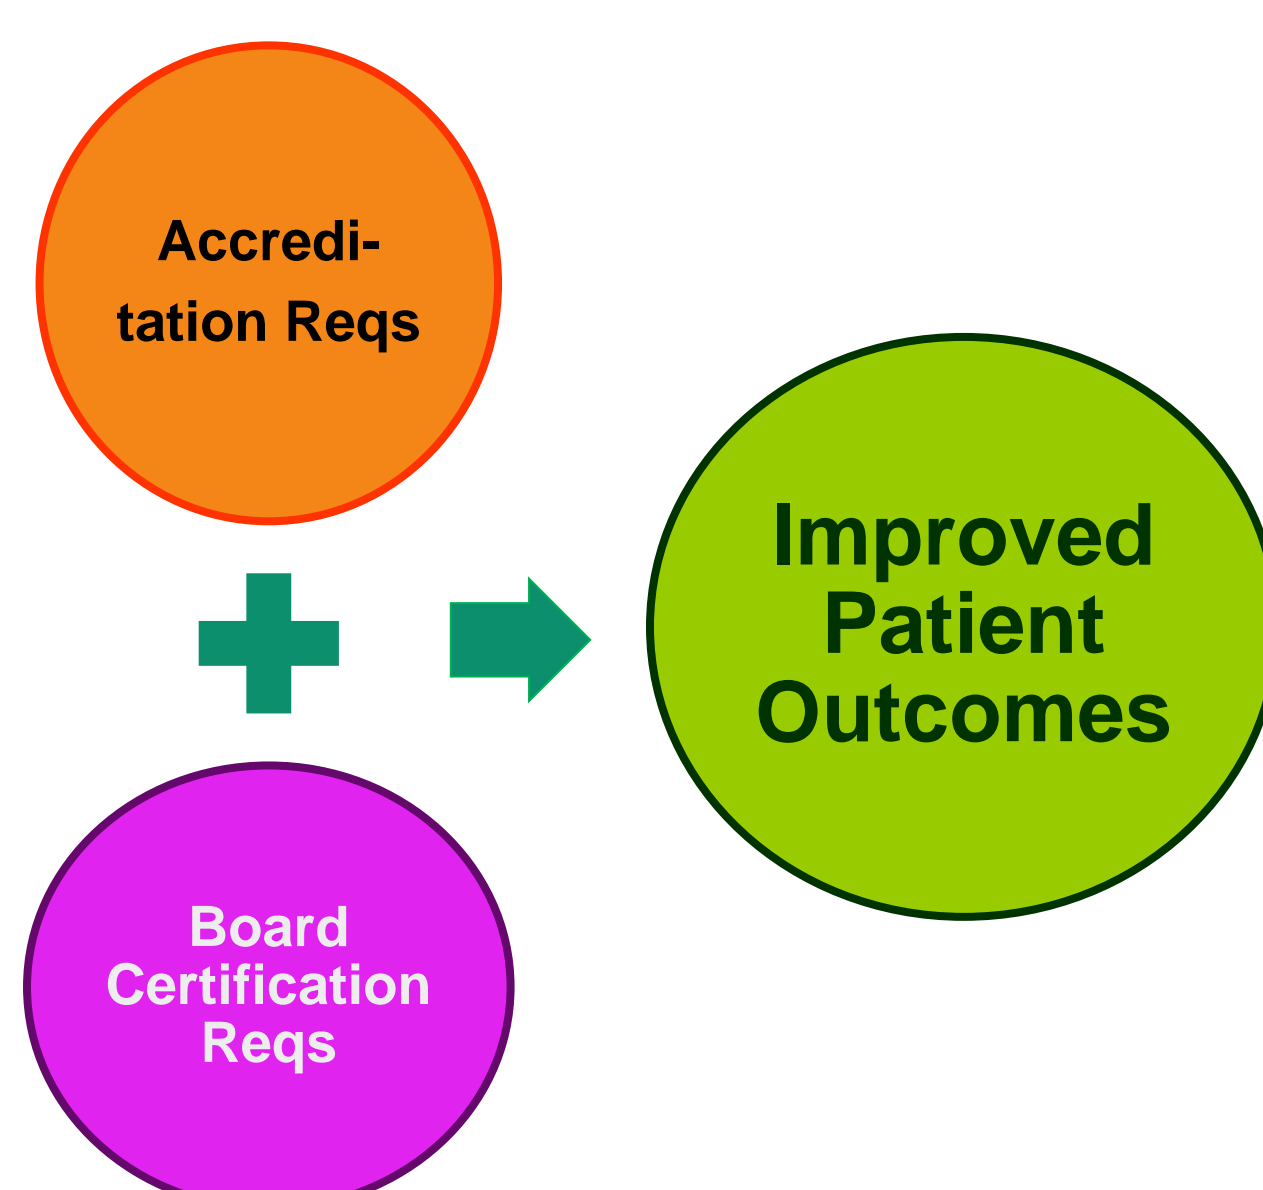 Accredi-
tation Reqs
Board
Certification
Reqs
Improved
Patient
Outcomes